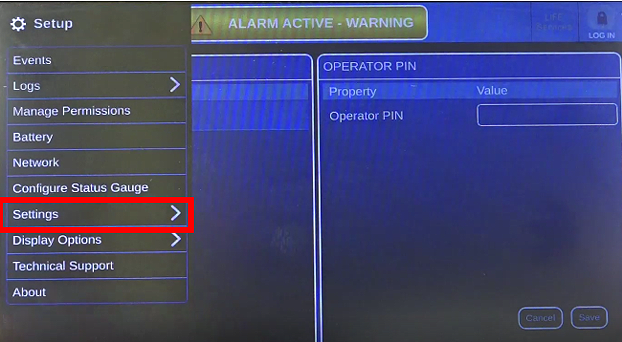 Setup
ALARM ACTIVE - WARNING
LIFE
LOG IN
Events
Logs
Manage Permissions
Battery
Network
Configure Status Gauge
Settings
Display Options
Technical Support
About
OPERATOR PIN
Property Value
Operator PIN
Cancel Save